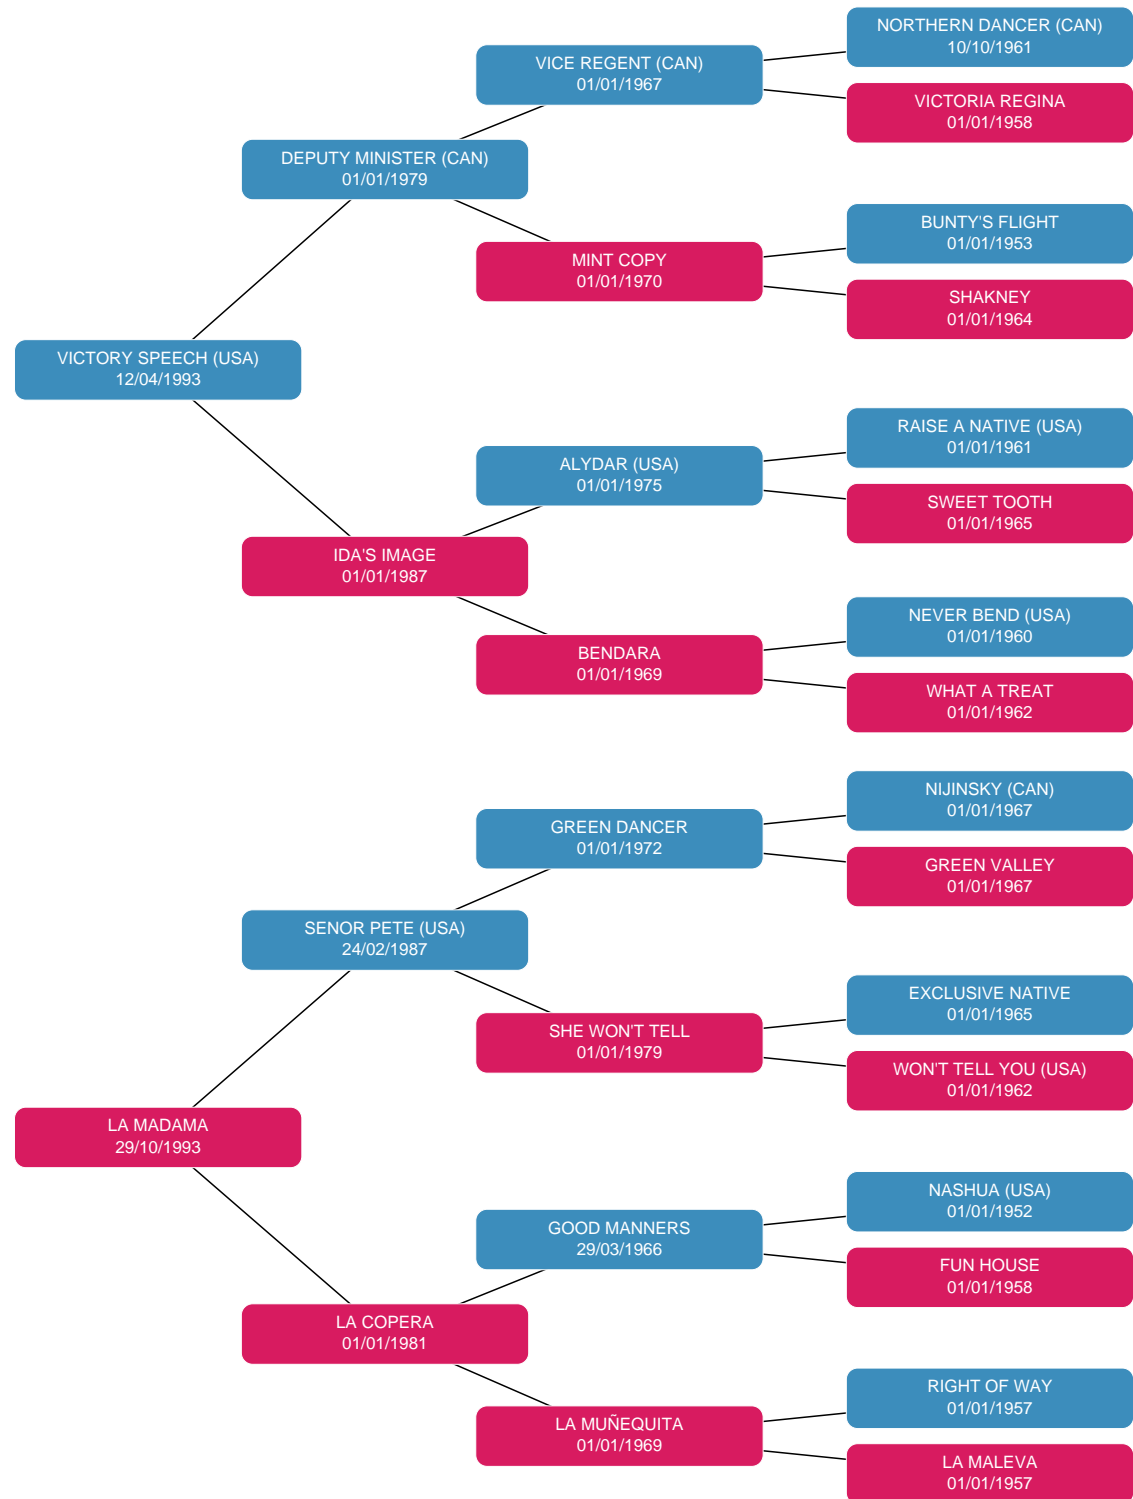 NORTHERN DANCER (CAN)
10/10/1961
VICE REGENT (CAN)
01/01/1967
VICTORIA REGINA
01/01/1958
DEPUTY MINISTER (CAN)
01/01/1979
BUNTY'S FLIGHT
01/01/1953
MINT COPY
01/01/1970
SHAKNEY
01/01/1964
VICTORY SPEECH (USA)
12/04/1993
RAISE A NATIVE (USA)
01/01/1961
ALYDAR (USA)
01/01/1975
SWEET TOOTH
01/01/1965
IDA'S IMAGE
01/01/1987
NEVER BEND (USA)
01/01/1960
BENDARA
01/01/1969
WHAT A TREAT
01/01/1962
NIJINSKY (CAN)
01/01/1967
GREEN DANCER
01/01/1972
GREEN VALLEY
01/01/1967
SENOR PETE (USA)
24/02/1987
EXCLUSIVE NATIVE
01/01/1965
SHE WON'T TELL
01/01/1979
WON'T TELL YOU (USA)
01/01/1962
LA MADAMA
29/10/1993
NASHUA (USA)
01/01/1952
GOOD MANNERS
29/03/1966
FUN HOUSE
01/01/1958
LA COPERA
01/01/1981
RIGHT OF WAY
01/01/1957
LA MUÑEQUITA
01/01/1969
LA MALEVA
01/01/1957